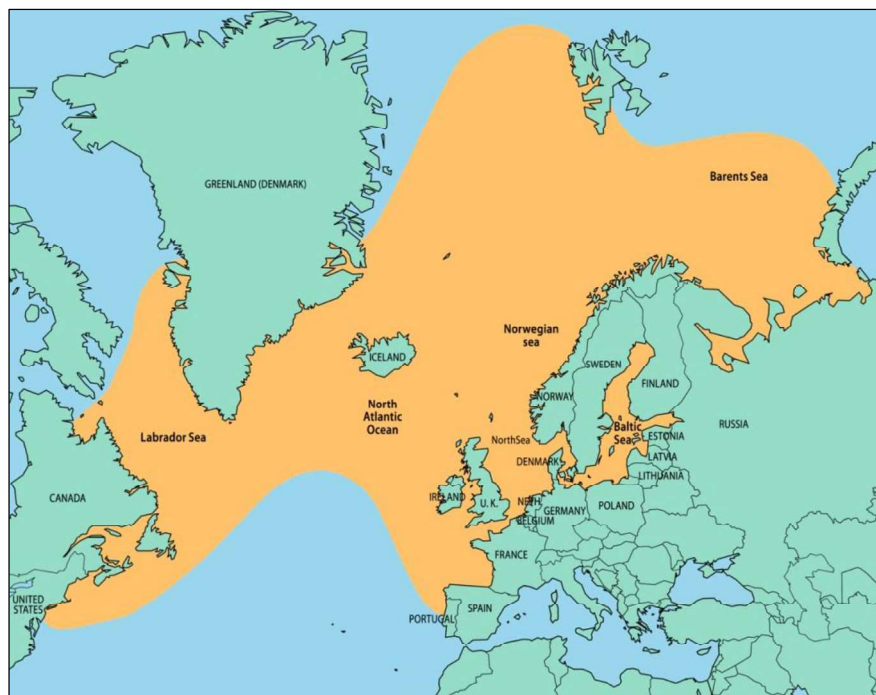 Barents Sea
GREENLAND (DENMARK)
Norwegian
sea
ICELAND
SWEDEN
FINLAND
NORWAY
North
Atlantic
Ocean
RUSSIA
Baltic
Sea
Labrador Sea
NorthSea
ESTONIA
LATVIA
DENMARK
LITHUANIA
CANADA
IRELAND
U. K.
NETH.
GERMANY
POLAND
BELGIUM
FRANCE
UNITED
STATES
SPAIN
PORTUGAL